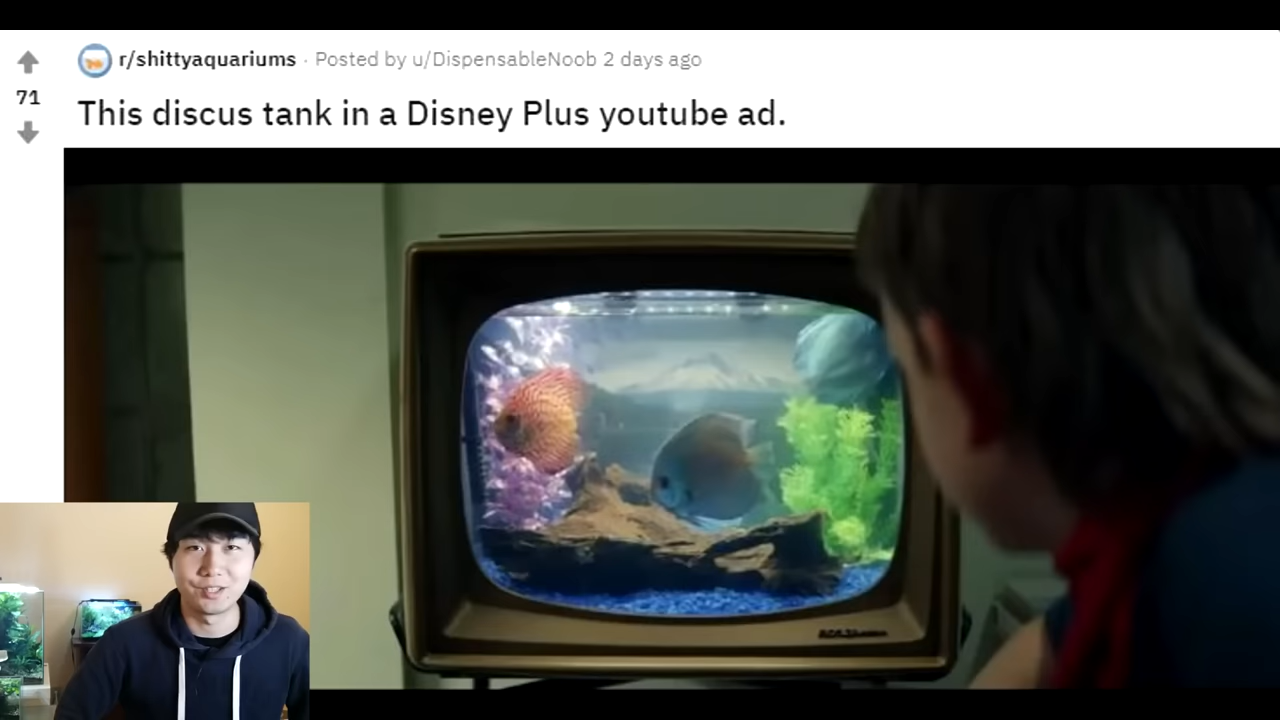 r/shittyaquariums · Posted by u/DispensableNoob 2 days ago
71
This discus tank in a Disney Plus youtube ad.